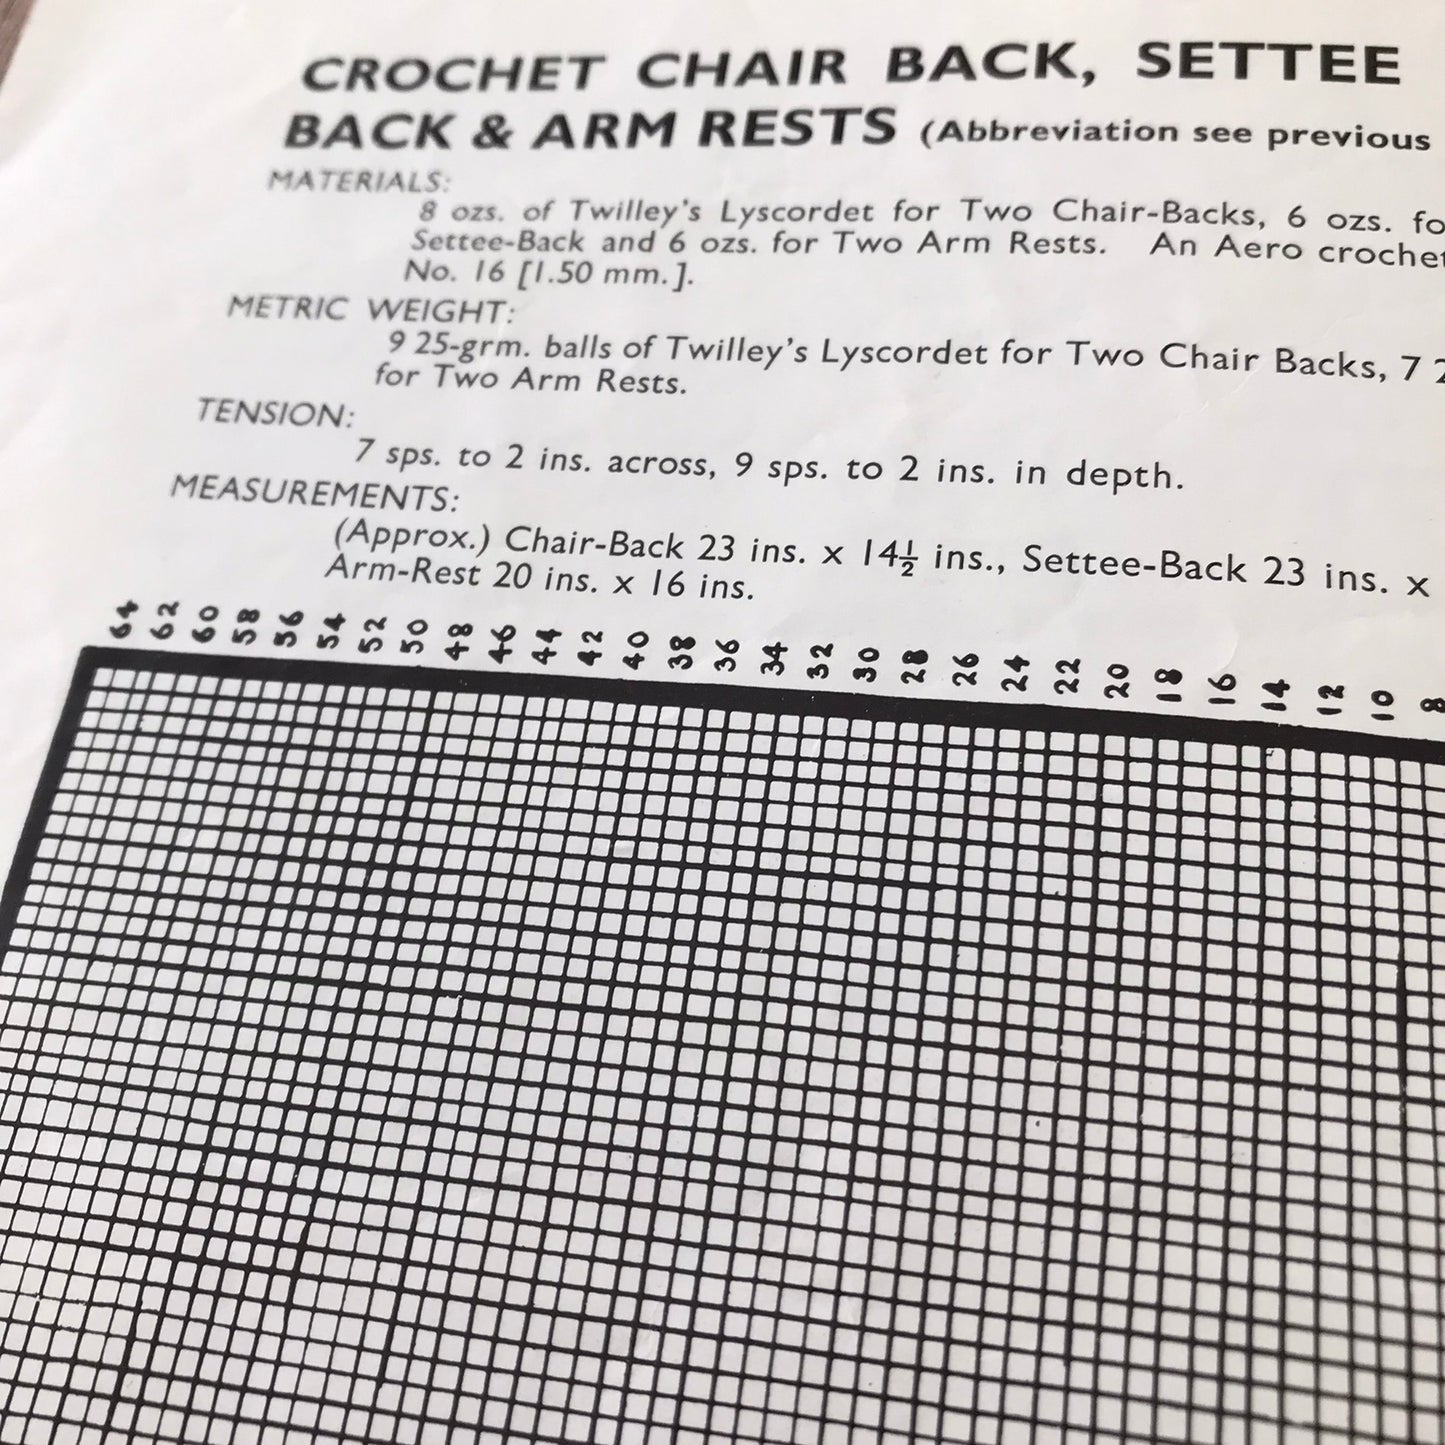 CROCHET CHAIR BACK, SETTEE
BACK & ARM RESTS (Abbreviation see previous
MATERIALS:
8 ozs. of Twilley's Lyscordet for Two Chair-Backs, 6 ozs. fo
Settee-Back and 6 ozs. for Two Arm Rests. An Aero crochet
No. 16 [1.50 mm.].
METRIC WEIGHT:
9 25-grm. balls of Twilley's Lyscordet for Two Chair Backs, 7 2
for Two Arm Rests.
TENSION:
7 sps. to 2 ins. across, 9 sps. to 2 ins. in depth.
MEASUREMENTS:
(Approx.) Chair-Back 23 ins. x 14½ ins., Settee-Back 23 ins. x
Arm-Rest 20 ins. x 16 ins.
64 62 60 58 56 54 52 50 48 46 44 42 40 38 36 34 32 30 28 26 24 22 20 18 16 14 12 10 8